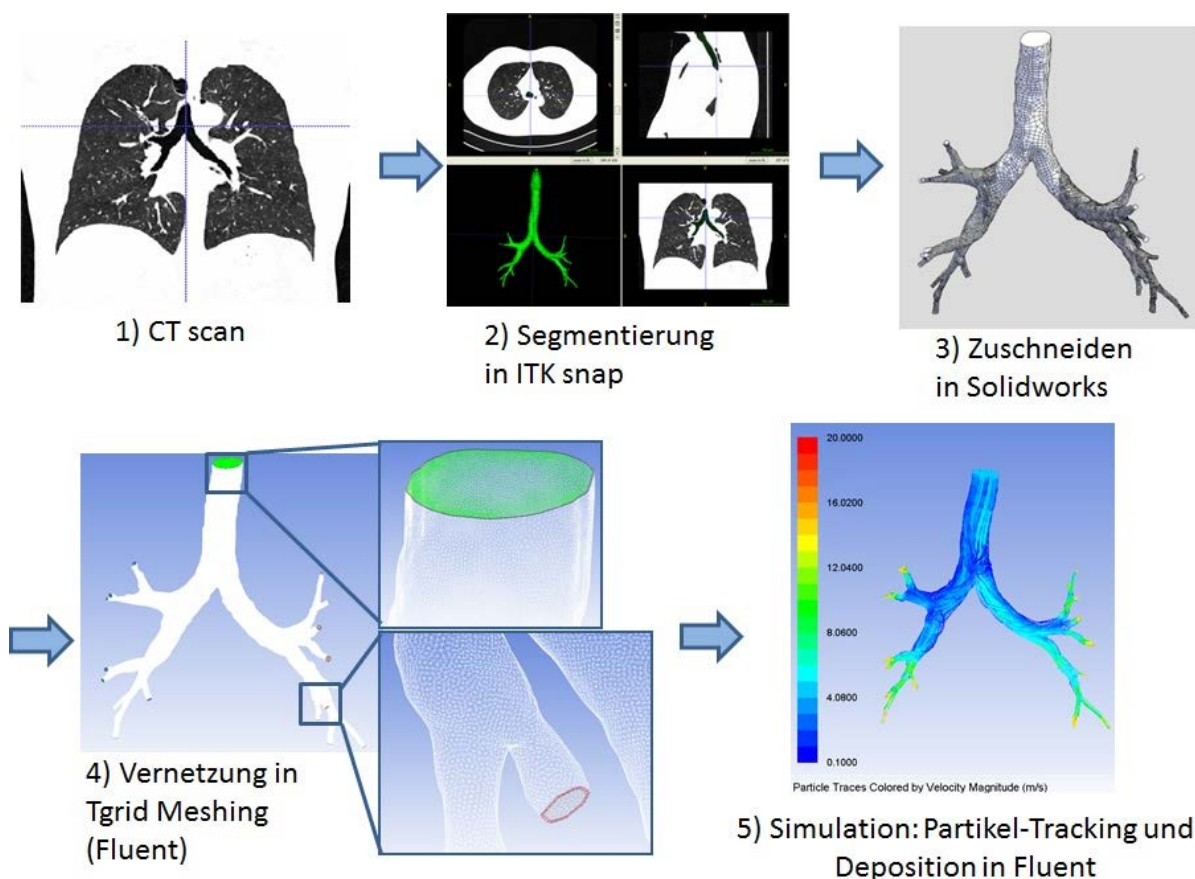 1) CT scan
2) Segmentierung
in ITK snap
3) Zuschneiden
in Solidworks
4) Vernetzung in
Tgrid Meshing
(Fluent)
20.0000
16.0200
12.0400
8.0600
4.0800
0.1000
Particle Traces Colored by Velocity Magnitude (m/s)
5) Simulation: Partikel-Tracking und
Deposition in Fluent